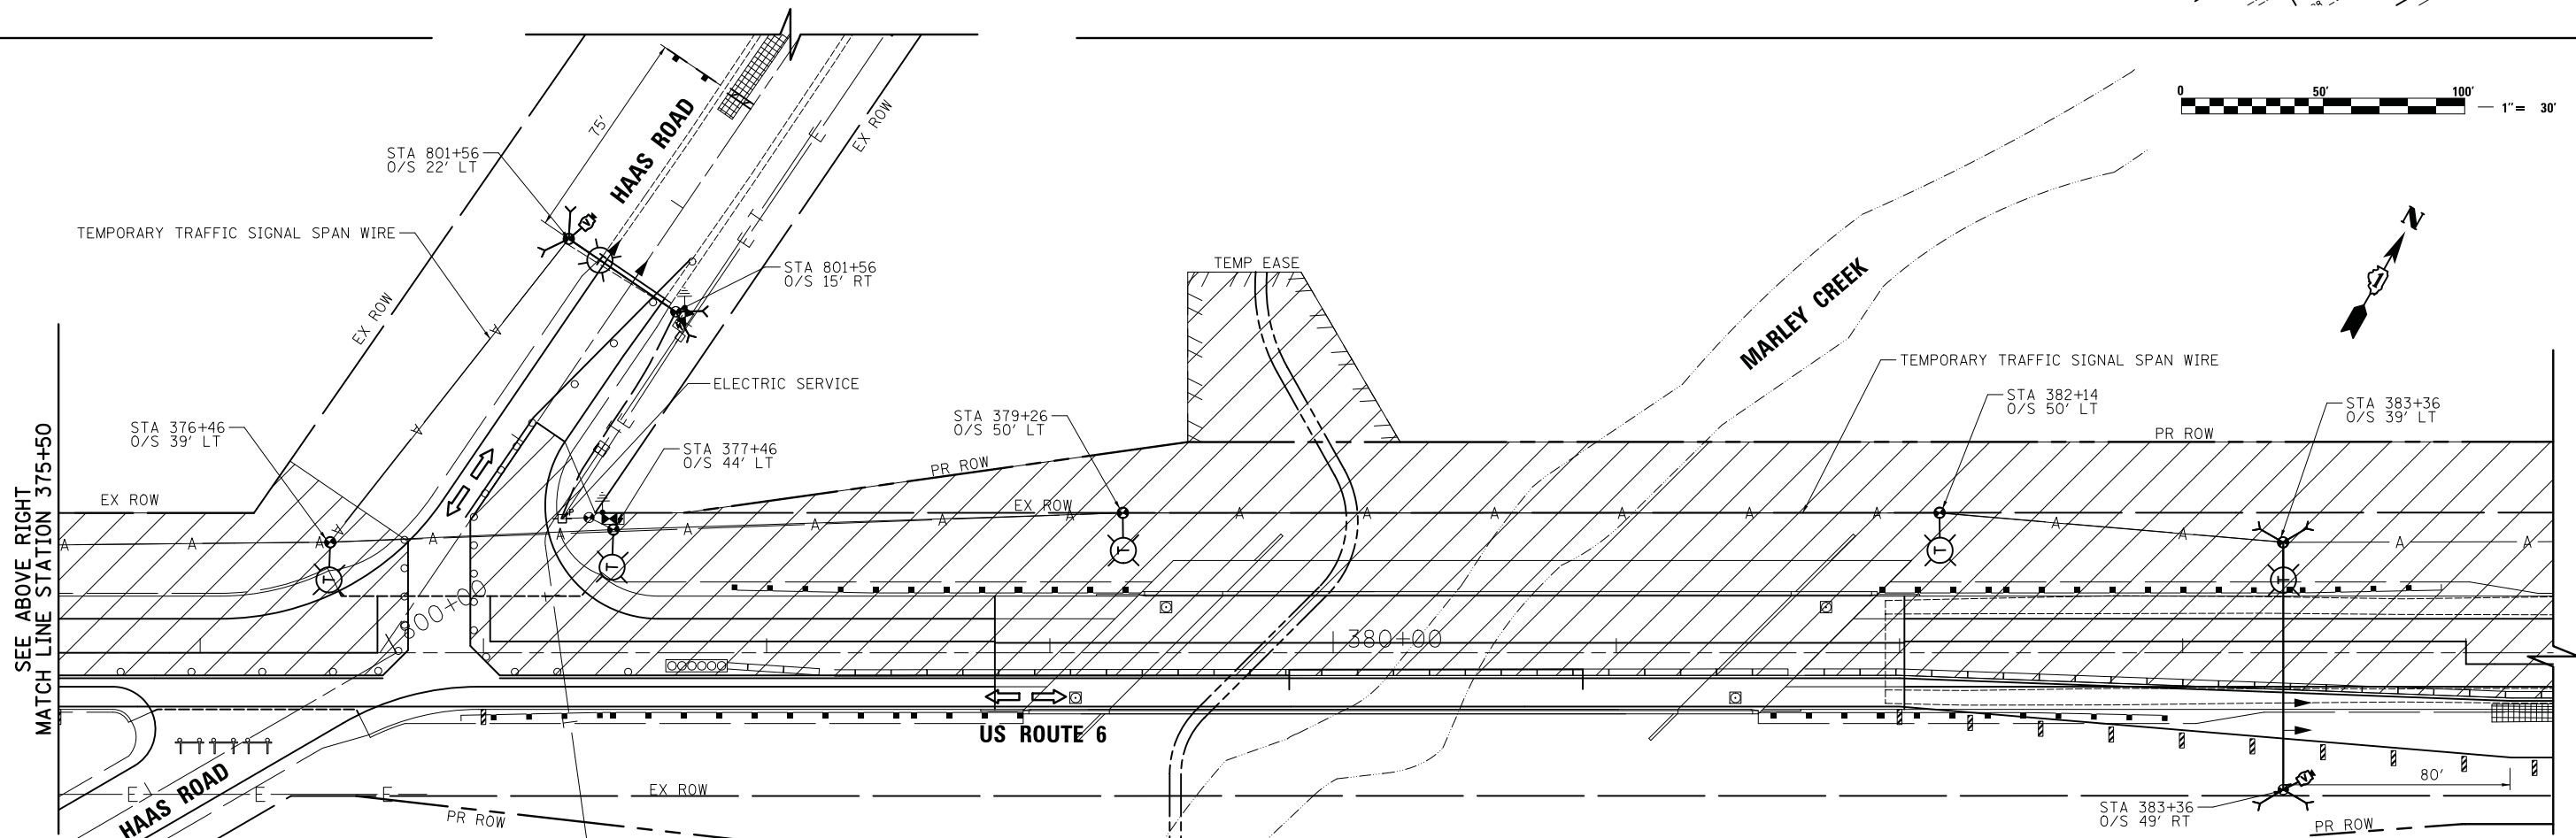 0 50' 100'
1"= 30'
N
75'
HAAS ROAD
EX ROW
EX ROW
STA 801+56
O/S 22' LT
TEMPORARY TRAFFIC SIGNAL SPAN WIRE
STA 801+56
O/S 15' RT
TEMP EASE
MARLEY CREEK
TEMPORARY TRAFFIC SIGNAL SPAN WIRE
ELECTRIC SERVICE
STA 376+46
O/S 39' LT
STA 377+46
O/S 44' LT
STA 379+26
O/S 50' LT
STA 382+14
O/S 50' LT
STA 383+36
O/S 39' LT
PR ROW
PR ROW
EX ROW
EX ROW
SEE ABOVE RIGHT
MATCH LINE STATION 375+50
800+00
380+00
US ROUTE 6
HAAS ROAD
EX ROW
PR ROW
80'
STA 383+36
O/S 49' RT
PR ROW